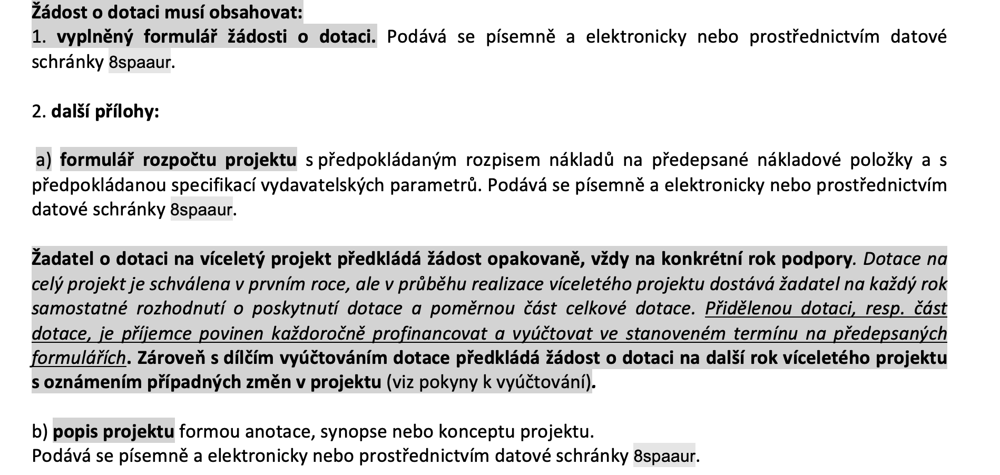 Žádost o dotaci musí obsahovat:
1. vyplněný formulář žádosti o dotaci. Podává se písemně a elektronicky nebo prostřednictvím datové
schránky 8spaaur.
2. další přílohy:
a) formulář rozpočtu projektu s předpokládaným rozpisem nákladů na předepsané nákladové položky a s
předpokládanou specifikací vydavatelských parametrů. Podává se písemně a elektronicky nebo prostřednictvím
datové schránky 8spaaur.
Žadatel o dotaci na víceletý projekt předkládá žádost opakovaně, vždy na konkrétní rok podpory. Dotace na
celý projekt je schválena v prvním roce, ale v průběhu realizace víceletého projektu dostává žadatel na každý rok
samostatné rozhodnutí o poskytnutí dotace a poměrnou část celkové dotace. Přidělenou dotaci, resp. část
dotace, je příjemce povinen každoročně profinancovat a vyúčtovat ve stanoveném termínu na předepsaných
formulářích. Zároveň s dílčím vyúčtováním dotace předkládá žádost o dotaci na další rok víceletého projektu
s oznámením případných změn v projektu (viz pokyny k vyúčtování).
b) popis projektu formou anotace, synopse nebo konceptu projektu.
Podává se písemně a elektronicky nebo prostřednictvím datové schránky 8spaaur.